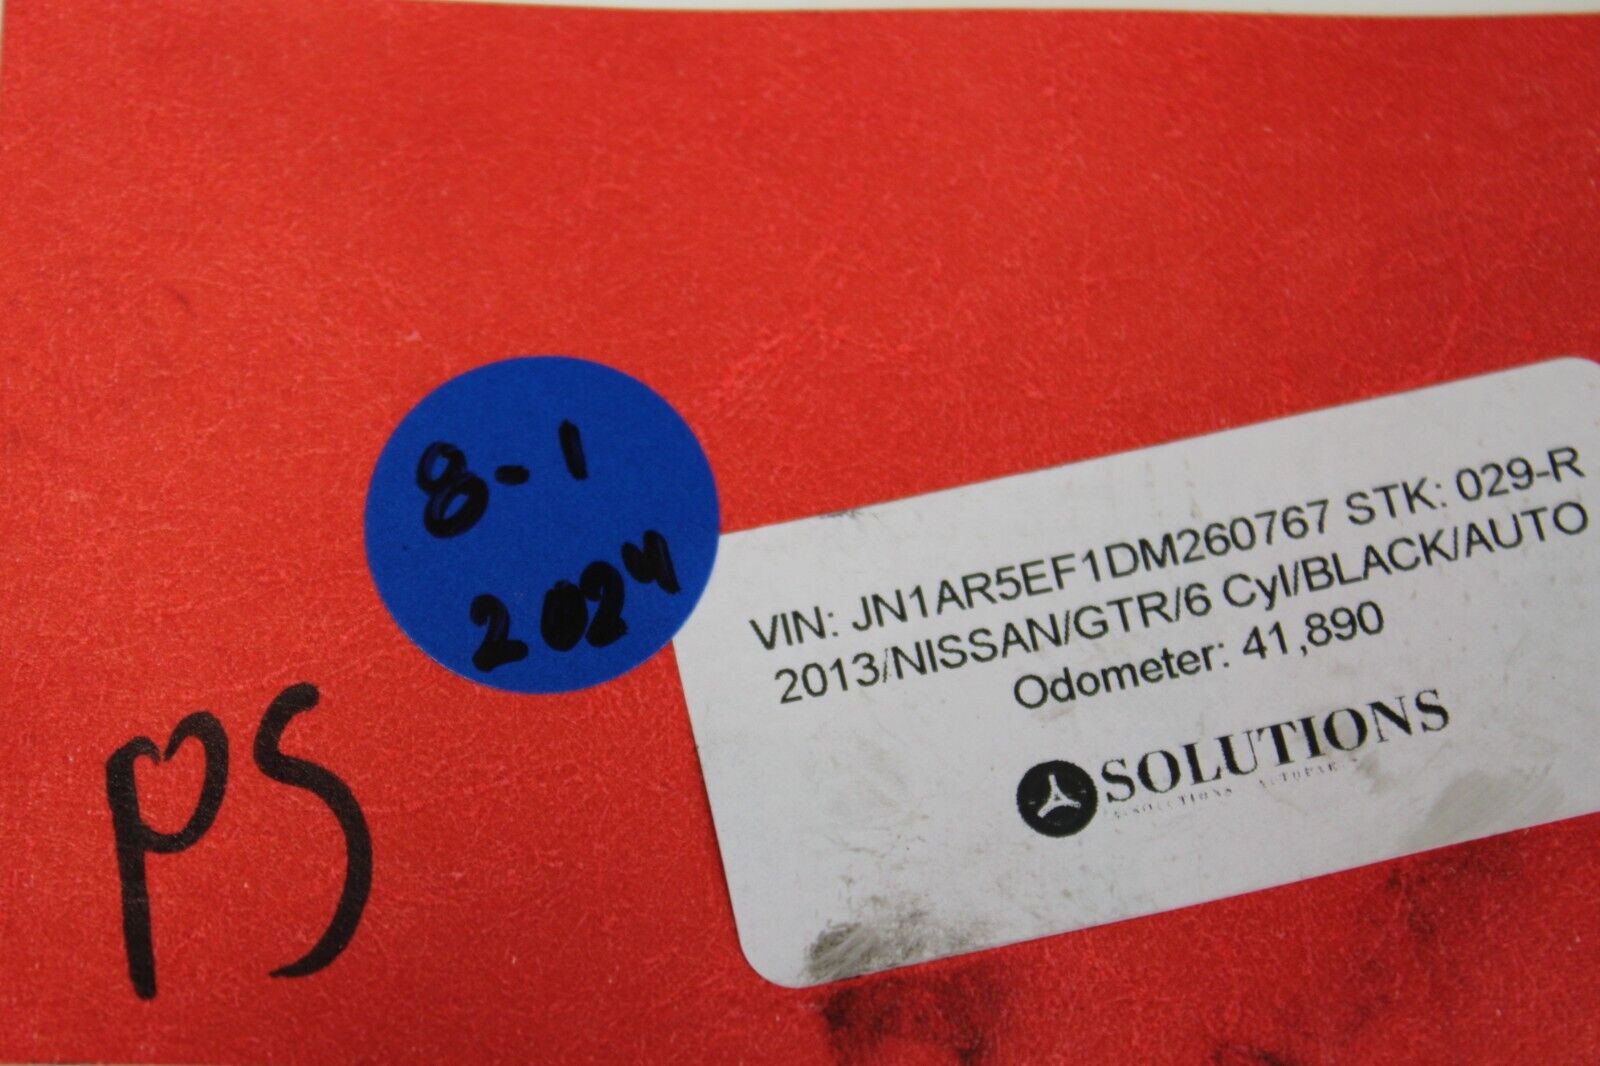 8-1
2024
PS
VIN: JN1AR5EF1DM260767 STK: 029-R
2013/NISSAN/GTR/6 Cyl/BLACK/AUTO
Odometer: 41,890
SOLUTIONS